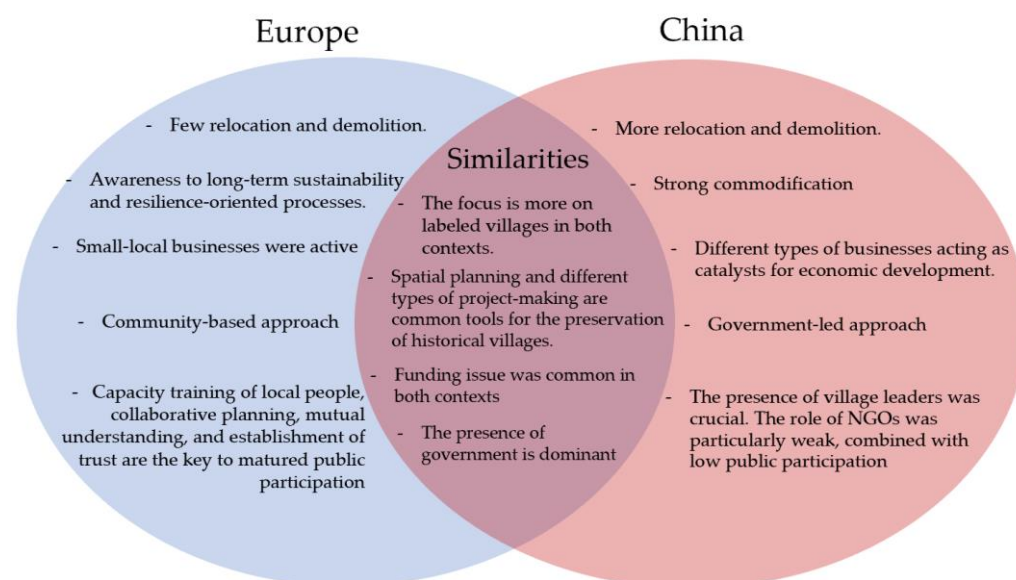 Europe
China
- Few relocation and demolition.
- Awareness to long-term sustainability
and resilience-oriented processes.
- Small-local businesses were active
- Community-based approach
- Capacity training of local people,
collaborative planning, mutual
understanding, and establishment of
trust are the key to matured public
participation
Similarities
- The focus is more on
labeled villages in both
contexts.
- Spatial planning and different
types of project-making are
common tools for the preservation
of historical villages.
- Funding issue was common in
both contexts
- The presence of
government is dominant
- More relocation and demolition.
- Strong commodification
- Different types of businesses acting as
catalysts for economic development.
- Government-led approach
- The presence of village leaders was
crucial. The role of NGOs was
particularly weak, combined with
low public participation